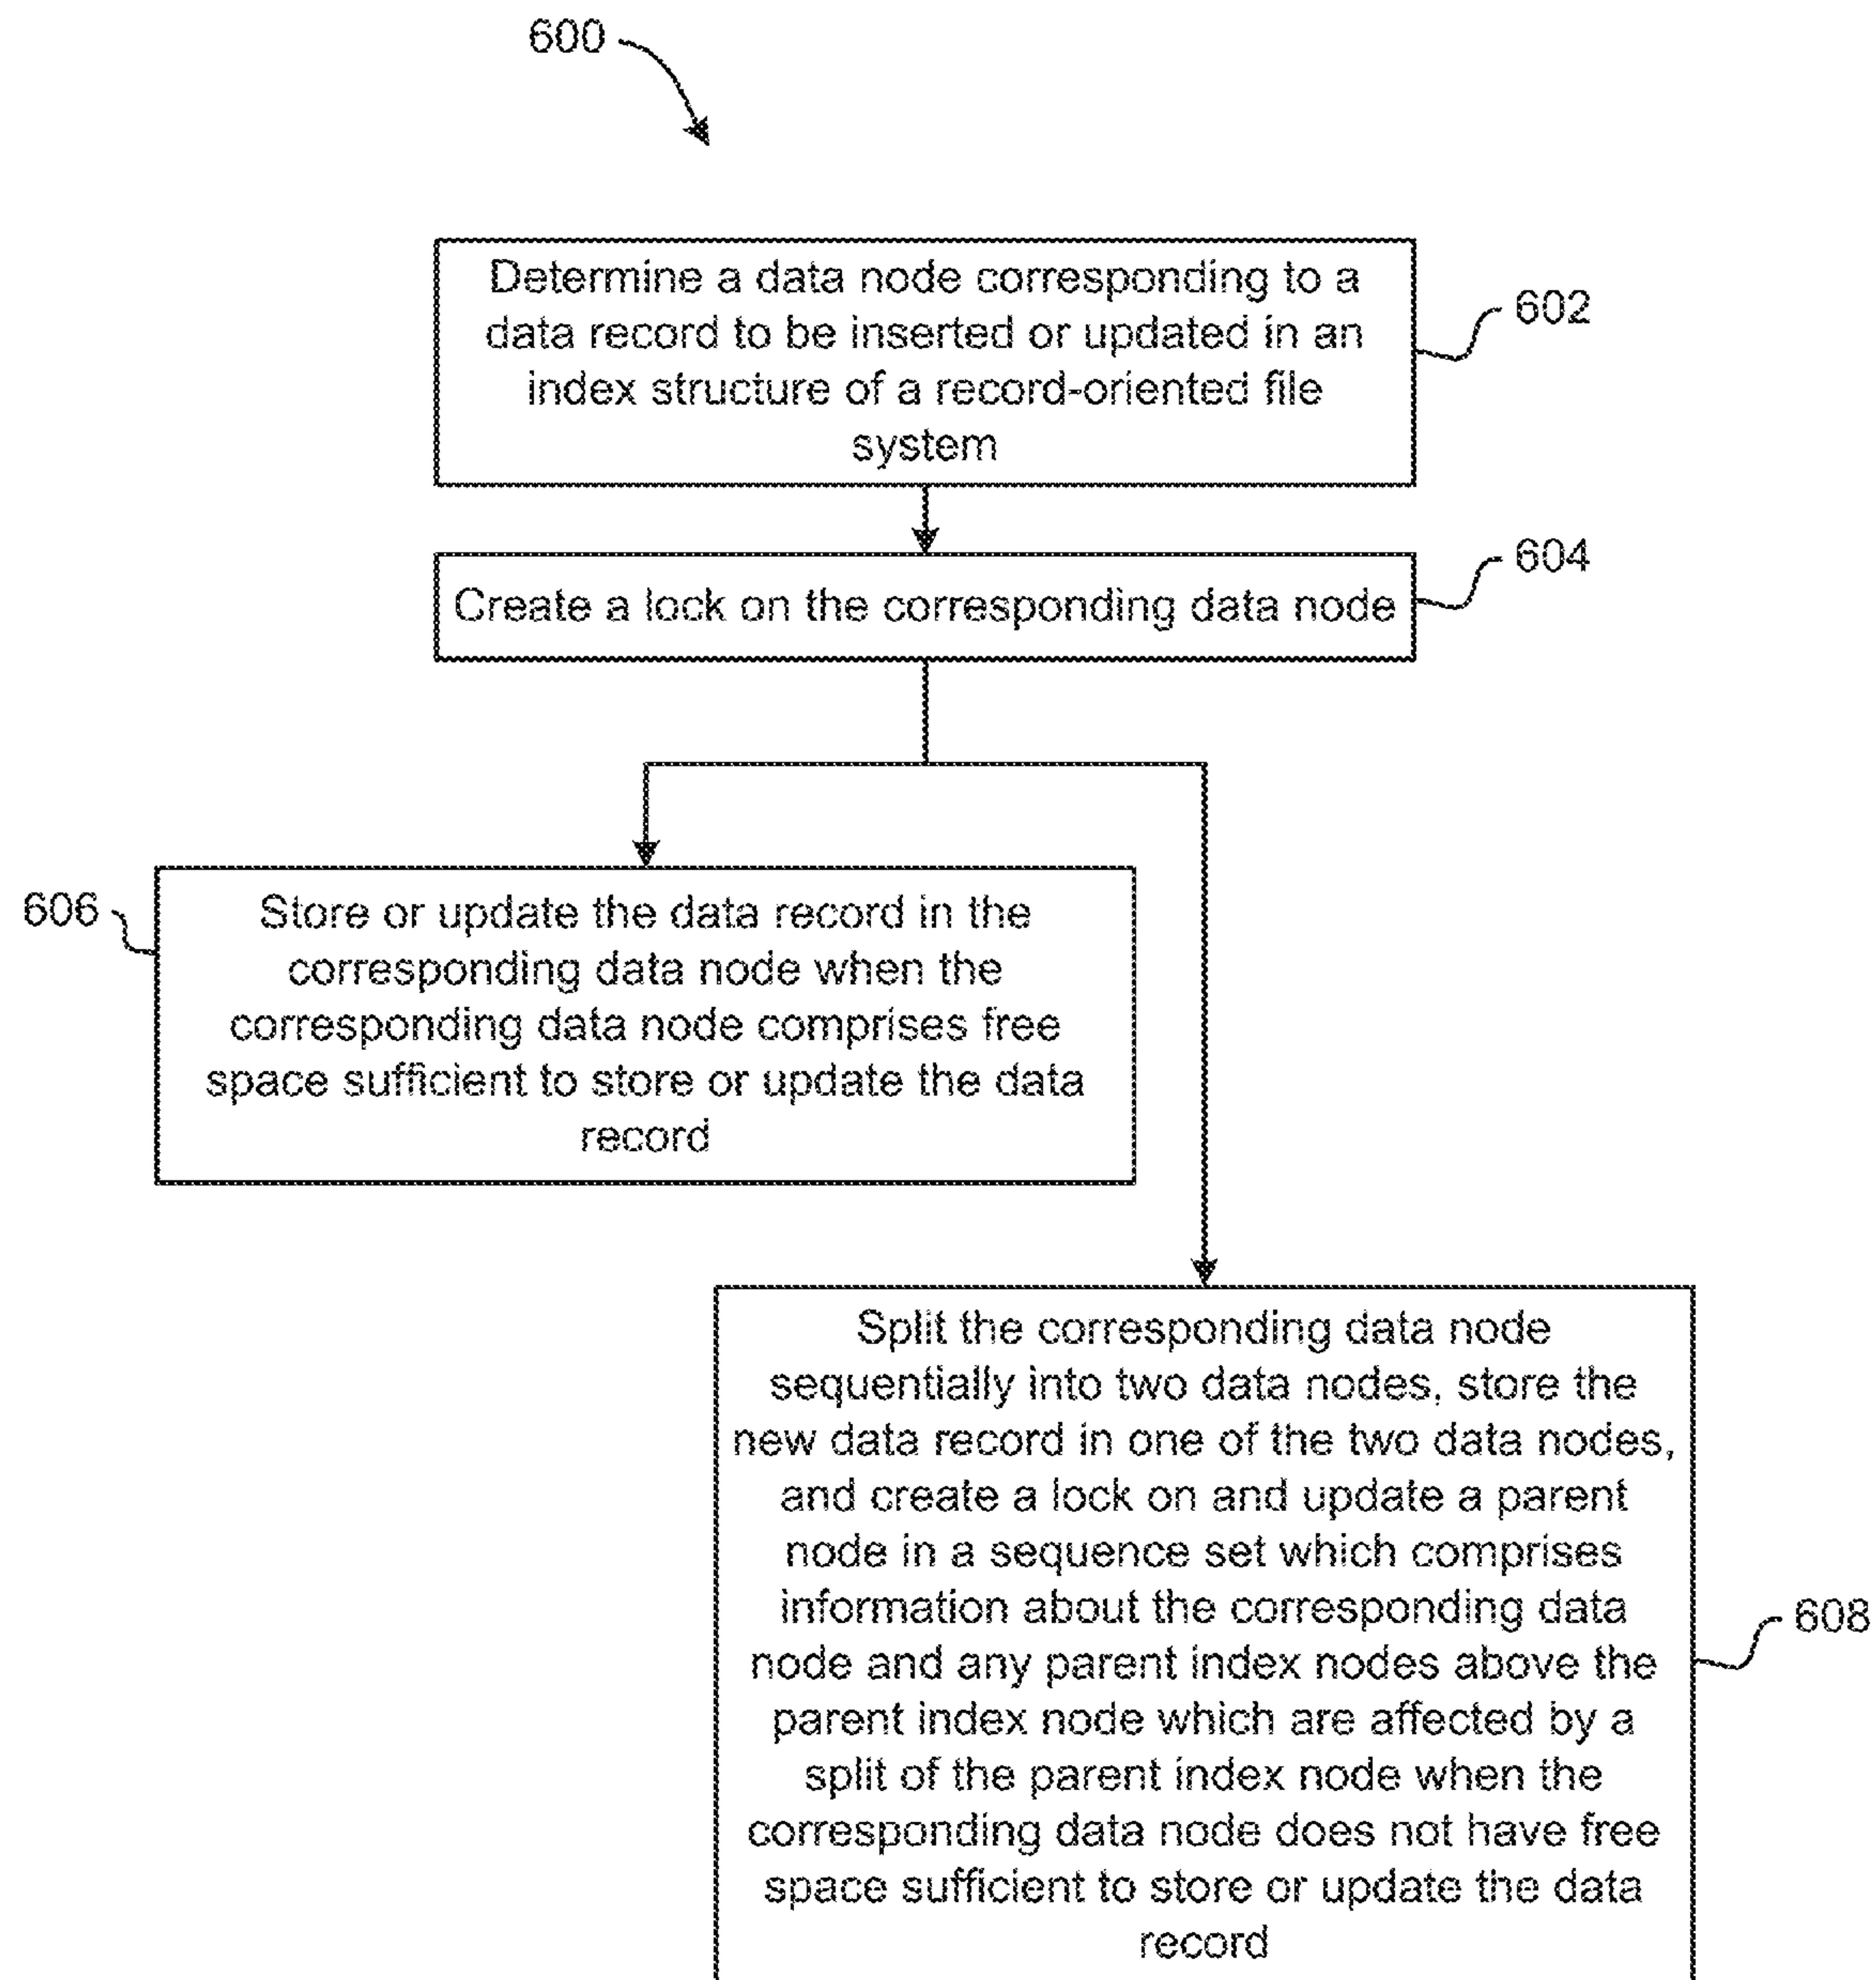 600
Determine a data node corresponding to a
data record to be inserted or updated in an
index structure of a record-oriented file
system
602
Create a lock on the corresponding data node
604
606
Store or update the data record in the
corresponding data node when the
corresponding data node comprises free
space sufficient to store or update the data
record
Split the corresponding data node
sequentially into two data nodes, store the
new data record in one of the two data nodes,
and create a lock on and update a parent
node in a sequence set which comprises
information about the corresponding data
node and any parent index nodes above the
parent index node which are affected by a
split of the parent index node when the
corresponding data node does not have free
space sufficient to store or update the data
record
608